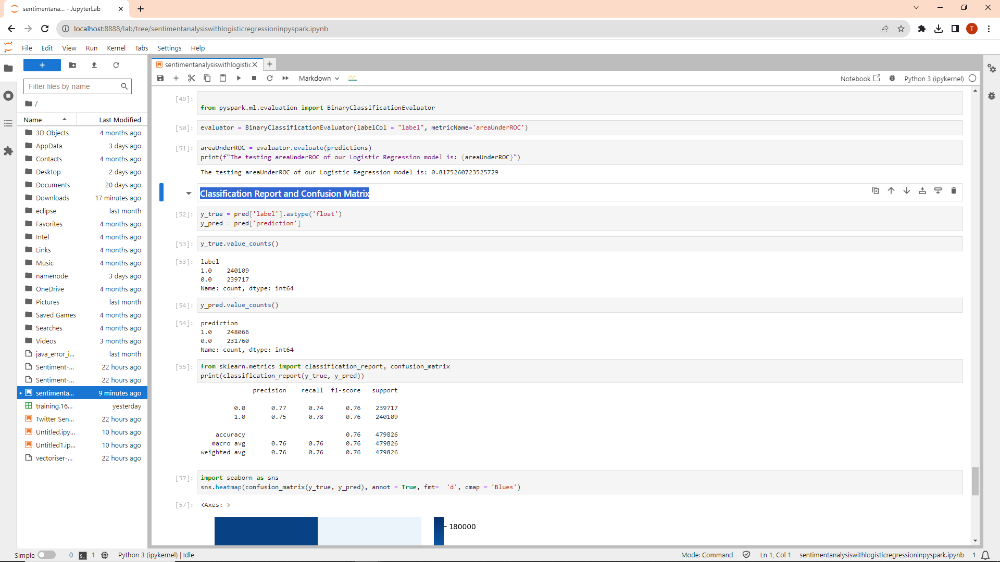 sentimentana... - JupyterLab
localhost:8888/lab/tree/sentimentanalysiswithlogisticregressioninpyspark.ipynb
T
File Edit View Run Kernel Tabs Settings Help
sentimentanalysiswithlogistic
Filter files by name
Markdown
Notebook
Python 3 (ipykernel)
/
Name Last Modified
3D Objects 4 months ago
AppData 3 days ago
Contacts 4 months ago
Desktop 2 days ago
Documents 20 days ago
Downloads 17 minutes ago
eclipse last month
Favorites 4 months ago
Intel 4 months ago
Links 4 months ago
Music 4 months ago
namenode 3 days ago
OneDrive 4 months ago
Pictures last month
Saved Games 4 months ago
Searches 4 months ago
Videos 3 months ago
java_error_i... last month
Sentiment-... 22 hours ago
Sentiment-... 22 hours ago
sentimenta... 9 minutes ago
training.16... yesterday
Twitter Sen... 22 hours ago
Untitled.ipy... 10 hours ago
Untitled1.ip... 10 hours ago
vectoriser-... 22 hours ago
[49]:
from pyspark.ml.evaluation import BinaryClassificationEvaluator
[50]: evaluator = BinaryClassificationEvaluator(labelCol = "label", metricName='areaUnderROC')
[51]: areaUnderROC = evaluator.evaluate(predictions)
print(f"The testing areaUnderROC of our Logistic Regression model is: {areaUnderROC}")
The testing areaUnderROC of our Logistic Regression model is: 0.8175260723525729
Classification Report and Confusion Matrix
[52]: y_true = pred['label'].astype('float')
y_pred = pred['prediction']
[53]: y_true.value_counts()
[53]: label
1.0 240109
0.0 239717
Name: count, dtype: int64
[54]: y_pred.value_counts()
[54]: prediction
1.0 248066
0.0 231760
Name: count, dtype: int64
[55]: from sklearn.metrics import classification_report, confusion_matrix
print(classification_report(y_true, y_pred))
precision recall f1-score support
0.0 0.77 0.74 0.76 239717
1.0 0.75 0.78 0.76 240109
accuracy 0.76 479826
macro avg 0.76 0.76 0.76 479826
weighted avg 0.76 0.76 0.76 479826
[57]: import seaborn as sns
sns.heatmap(confusion_matrix(y_true, y_pred), annot = True, fmt= 'd', cmap = 'Blues')
[57]: <Axes: >
180000
Simple 0 $_ 1 Python 3 (ipykernel) | Idle
Mode: Command Ln 1, Col 1 sentimentanalysiswithlogisticregressioninpyspark.ipynb 1